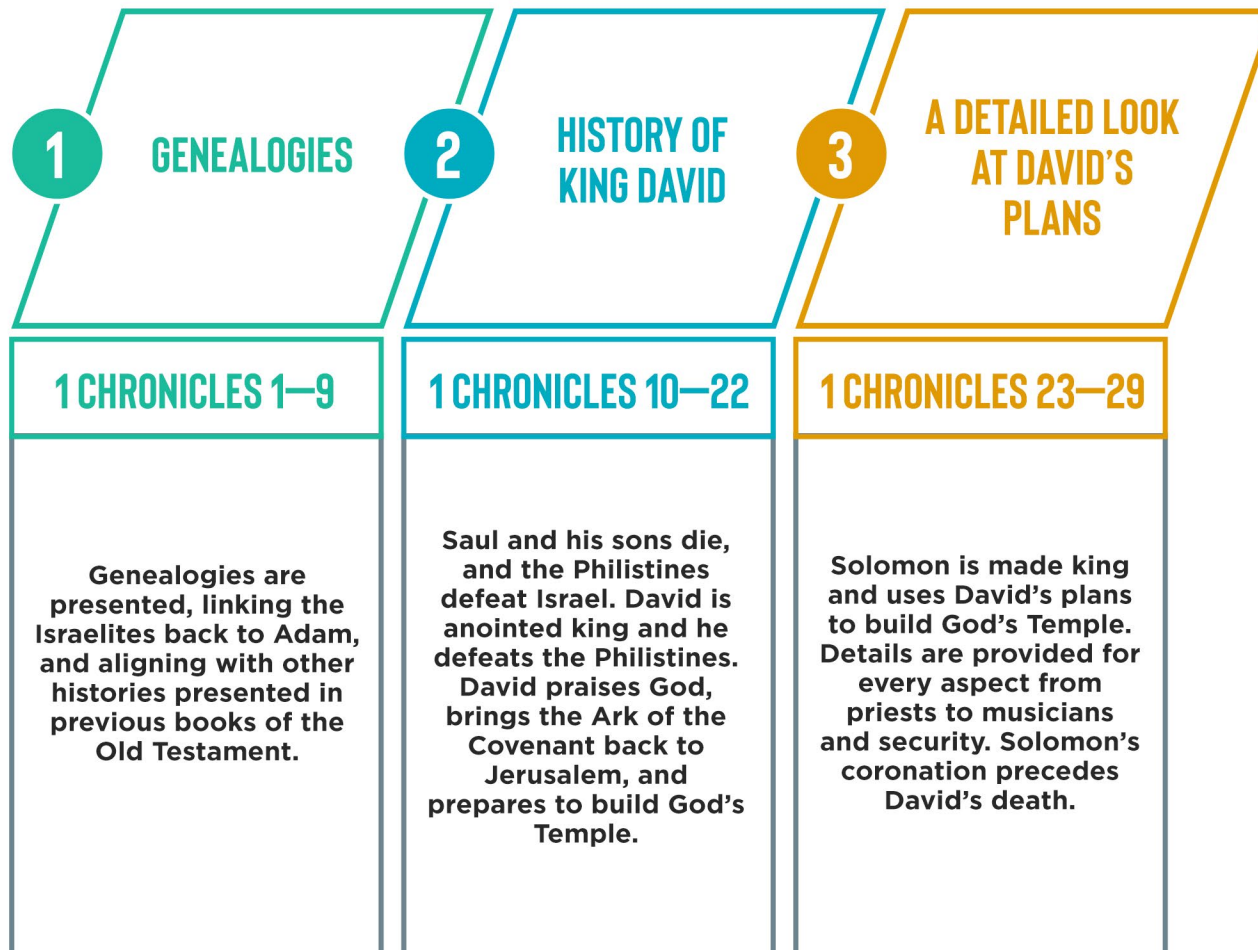 1
GENEALOGIES
1 CHRONICLES 1—9
Genealogies are
presented, linking the
Israelites back to Adam,
and aligning with other
histories presented in
previous books of the
Old Testament.
2
HISTORY OF
KING DAVID
1 CHRONICLES 10—22
Saul and his sons die,
and the Philistines
defeat Israel. David is
anointed king and he
defeats the Philistines.
David praises God,
brings the Ark of the
Covenant back to
Jerusalem, and
prepares to build God’s
Temple.
3
A DETAILED LOOK
AT DAVID’S
PLANS
1 CHRONICLES 23—29
Solomon is made king
and uses David’s plans
to build God’s Temple.
Details are provided for
every aspect from
priests to musicians
and security. Solomon’s
coronation precedes
David’s death.